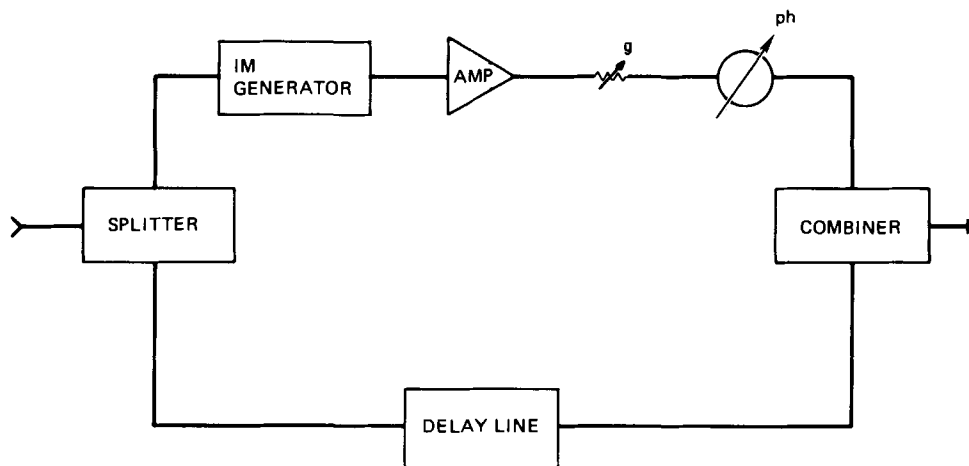 ph
g
IM
GENERATOR
AMP
SPLITTER
COMBINER
DELAY LINE